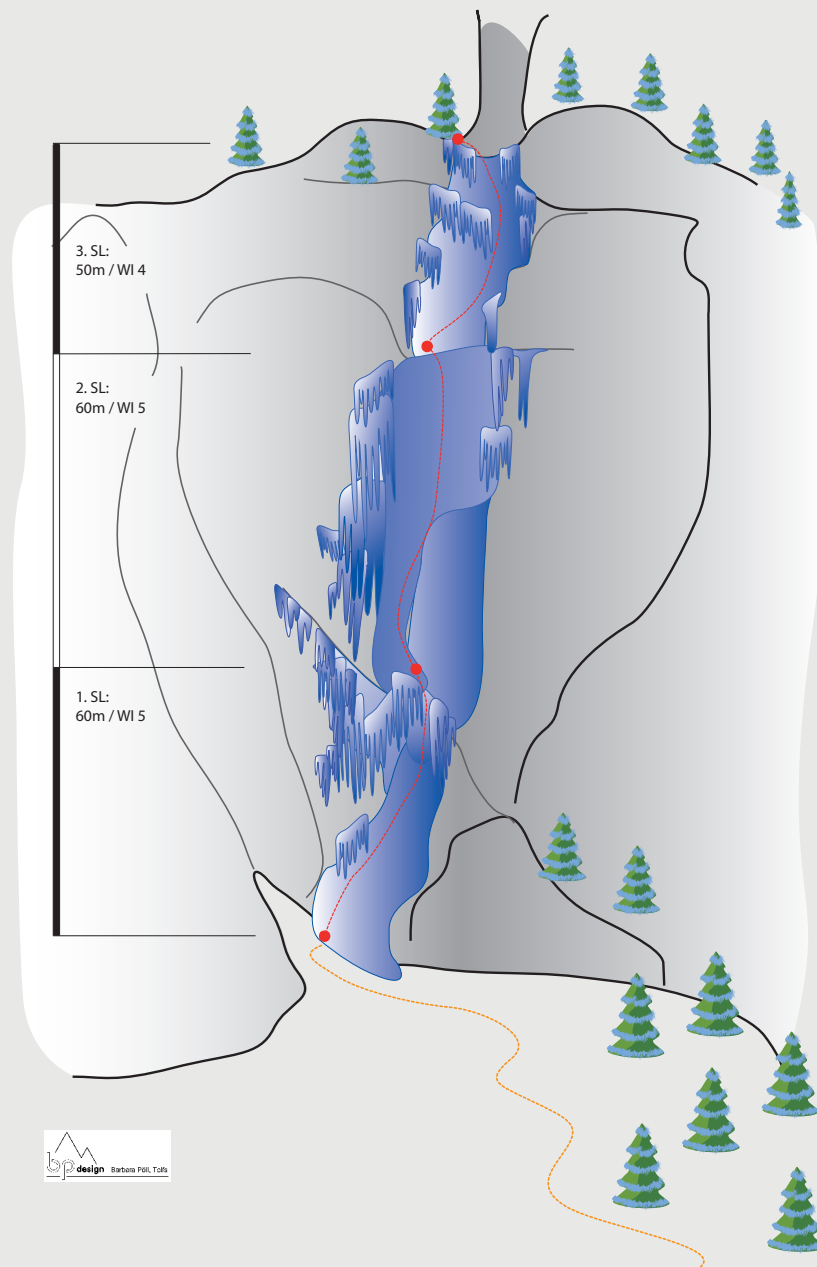 3. SL:
50m / WI 4
2. SL:
60m / WI 5
1. SL:
60m / WI 5
bp design Barbara Pöll, Telfs